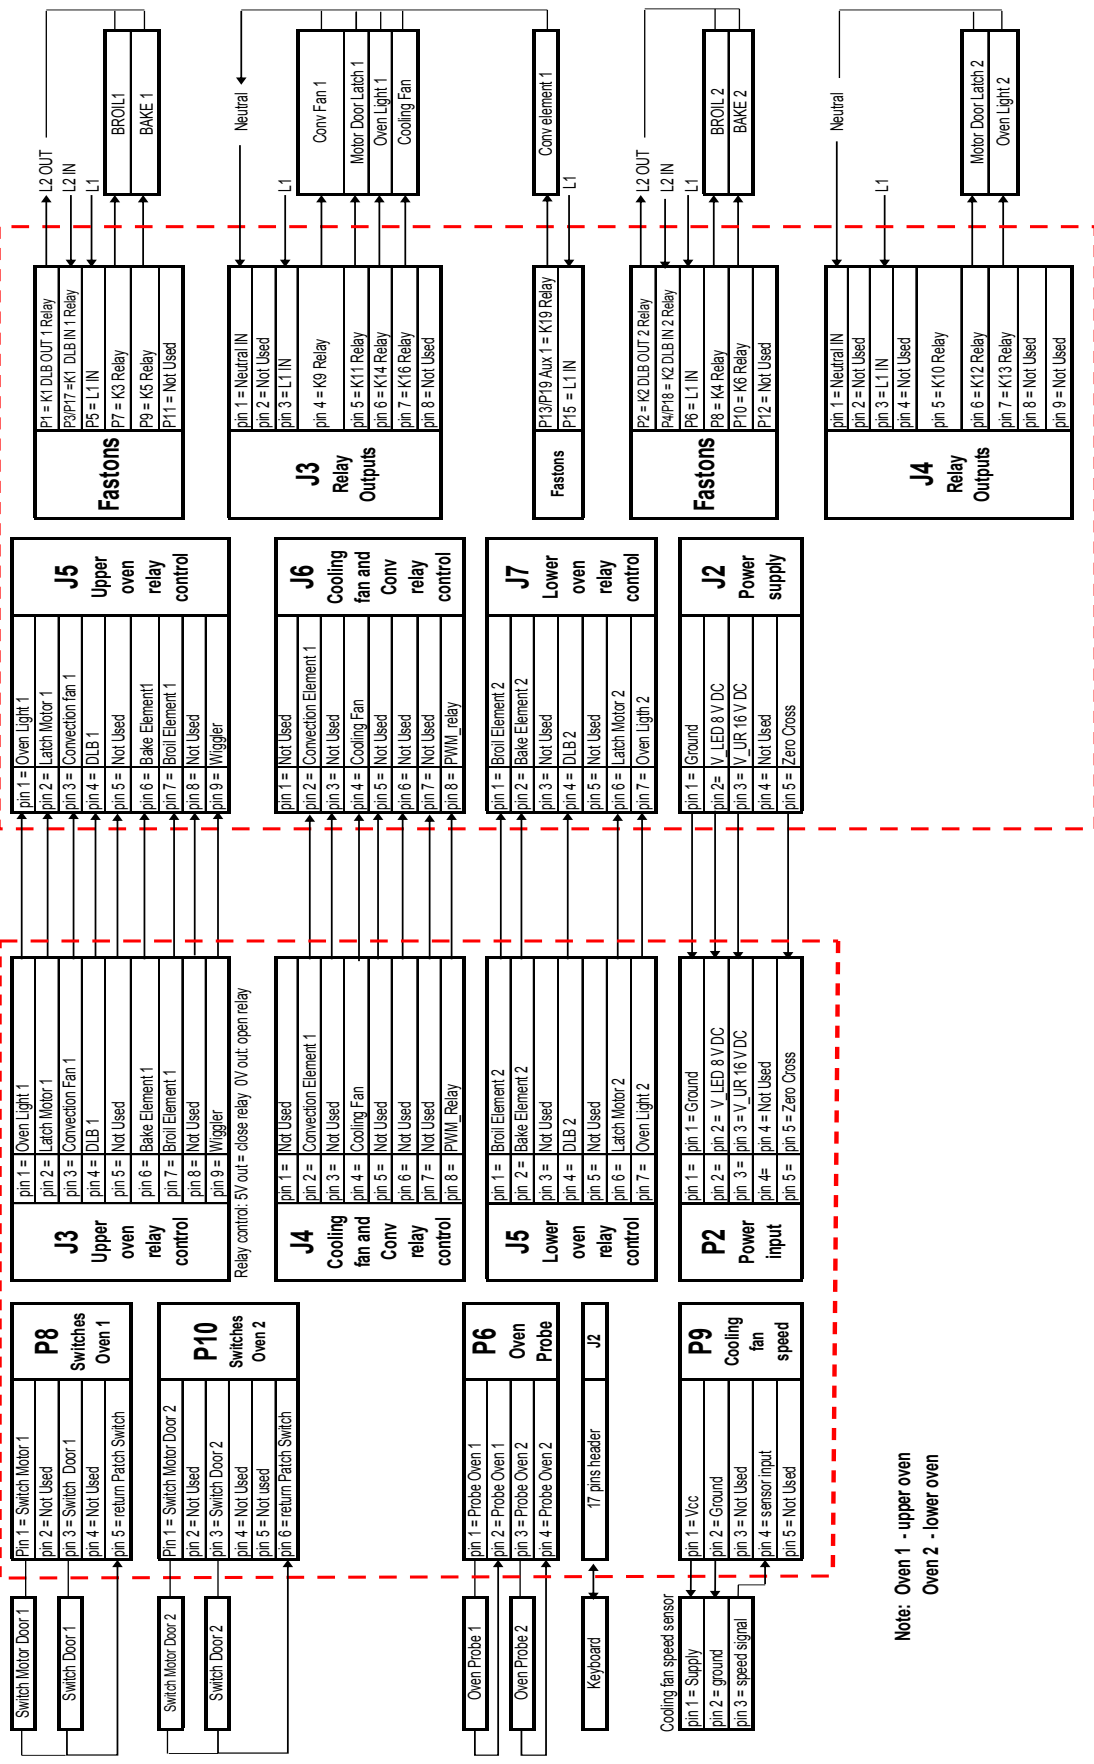 Switch Motor Door 1
Switch Door 1
Switch Motor Door 2
Switch Door 2
Oven Probe 1
Oven Probe 2
Keyboard
Cooling fan speed sensor
pin 1 = Supply
pin 2 = ground
pin 3 = speed signal
Pin 1 = Switch Motor 1
pin 2 = Not Used
pin 3 = Switch Door 1
pin 4 = Not Used
pin 5 = return Patch Switch
P8
Switches
Oven 1
Pin 1 = Switch Motor Door 2
pin 2 = Not Used
pin 3 = Switch Door 2
pin 4 = Not Used
pin 5 = Not used
pin 6 = return Patch Switch
P10
Switches
Oven 2
pin 1 = Probe Oven 1
pin 2 = Probe Oven 1
pin 3 = Probe Oven 2
pin 4 = Probe Oven 2
P6
Oven
Probe
17 pins header
J2
pin 1 = Vcc
pin 2 = Ground
pin 3 = Not Used
pin 4 = sensor input
pin 5 = Not Used
P9
Cooling
fan
speed
J3
Upper
oven
relay
control
pin 1 = Oven Light 1
pin 2 = Latch Motor 1
pin 3 = Convection Fan 1
pin 4 = DLB 1
pin 5 = Not Used
pin 6 = Bake Element 1
pin 7 = Broil Element 1
pin 8 = Not Used
pin 9 = Wiggler
Relay control: 5V out = close relay 0V out: open relay
J4
Cooling
fan and
Conv
relay
control
pin 1 = Not Used
pin 2 = Convection Element 1
pin 3 = Not Used
pin 4 = Cooling Fan
pin 5 = Not Used
pin 6 = Not Used
pin 7 = Not Used
pin 8 = PWM_Relay
J5
Lower
oven
relay
control
pin 1 = Broil Element 2
pin 2 = Bake Element 2
pin 3 = Not Used
pin 4 = DLB 2
pin 5 = Not Used
pin 6 = Latch Motor 2
pin 7 = Oven Light 2
P2
Power
input
pin 1 = pin 1 = Ground
pin 2 = pin 2 = V_LED 8 V DC
pin 3 = pin 3 = V_UR 16 V DC
pin 4= pin 4 = Not Used
pin 5 = pin 5 = Zero Cross
pin 1 = Oven Light 1
pin 2 = Latch Motor 1
pin 3 = Convection fan 1
pin 4 = DLB 1
pin 5 = Not Used
pin 6 = Bake Element1
pin 7 = Broil Element 1
pin 8 = Not Used
pin 9 = Wiggler
J5
Upper
oven
relay
control
pin 1 = Not Used
pin 2 = Convection Element 1
pin 3 = Not Used
pin 4 = Cooling Fan
pin 5 = Not Used
pin 6 = Not Used
pin 7 = Not Used
pin 8 = PWM_relay
J6
Cooling
fan and
Conv
relay
control
pin 1 = Broil Element 2
pin 2 = Bake Element 2
pin 3 = Not Used
pin 4 = DLB 2
pin 5 = Not Used
pin 6 = Latch Motor 2
pin 7 = Oven Ligth 2
J7
Lower
oven
relay
control
pin 1 = Ground
pin 2= V_LED 8 V DC
pin 3 = V_UR 16 V DC
pin 4 = Not Used
pin 5 = Zero Cross
J2
Power
supply
Fastons
P1 = K1 DLB OUT 1 Relay
P3/P17 =K1 DLB IN 1 Relay
P5 = L1 IN
P7 = K3 Relay
P9 = K5 Relay
P11 = Not Used
J3
Relay
Outputs
pin 1 = Neutral IN
pin 2 = Not Used
pin 3 = L1 IN
pin 4 = K9 Relay
pin 5 = K11 Relay
pin 6 = K14 Relay
pin 7 = K16 Relay
pin 8 = Not Used
Fastons
P13/P19 Aux 1 = K19 Relay
P15 = L1 IN
Fastons
P2 = K2 DLB OUT 2 Relay
P4/P18 = K2 DLB IN 2 Relay
P6 = L1 IN
P8 = K4 Relay
P10 = K6 Relay
P12 = Not Used
J4
Relay
Outputs
pin 1 = Neutral IN
pin 2 = Not Used
pin 3 = L1 IN
pin 4 = Not Used
pin 5 = K10 Relay
pin 6 = K12 Relay
pin 7 = K13 Relay
pin 8 = Not Used
pin 9 = Not Used
L2 OUT
L2 IN
L1
BROIL1
BAKE 1
Neutral
L1
Conv Fan 1
Motor Door Latch 1
Oven Light 1
Cooling Fan
Conv element 1
L1
L2 OUT
L2 IN
L1
BROIL 2
BAKE 2
Neutral
L1
Motor Door Latch 2
Oven Light 2
Note: Oven 1 - upper oven
Oven 2 - lower oven